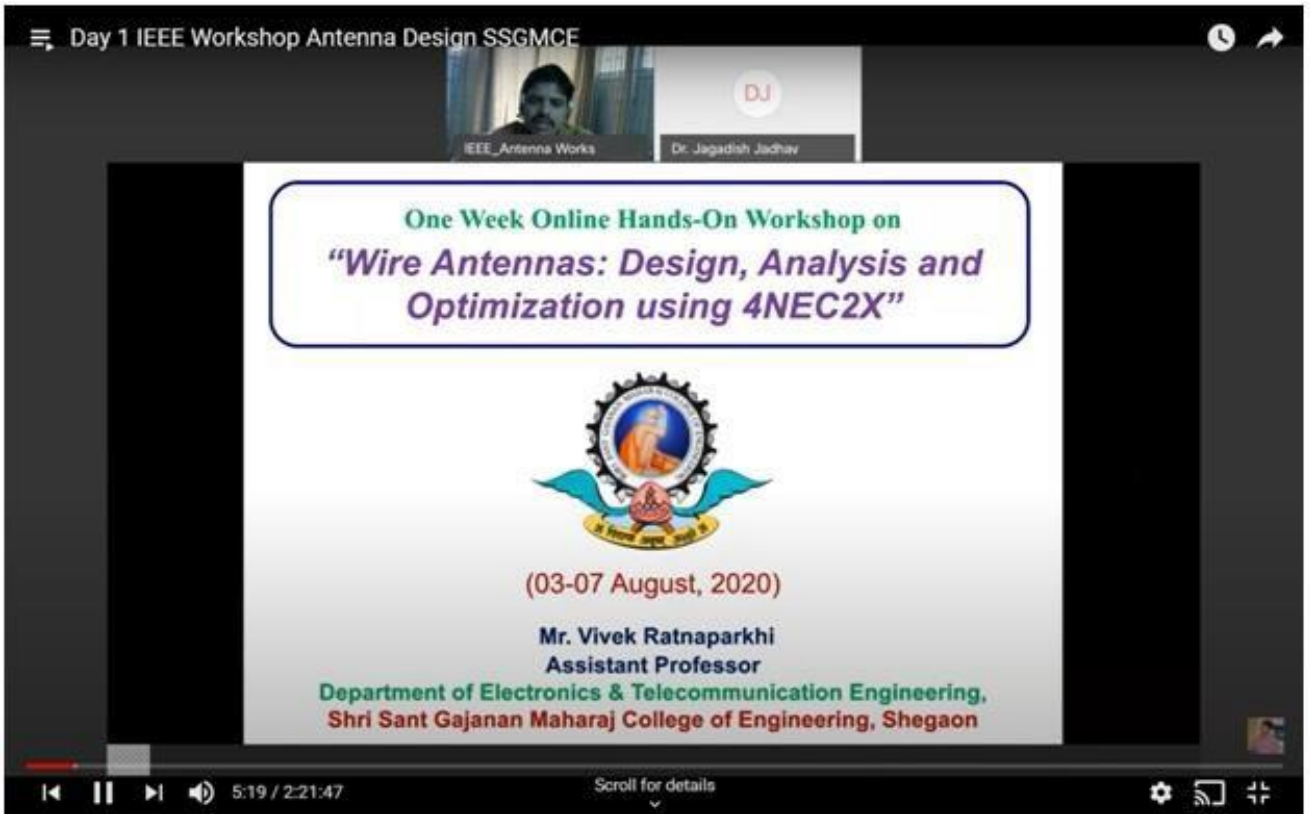 Day 1 IEEE Workshop Antenna Design SSGMCE
DJ
IEEE_Antenna Works
Dr. Jagadish Jadhav
One Week Online Hands-On Workshop on
“Wire Antennas: Design, Analysis and
Optimization using 4NEC2X”
(03-07 August, 2020)
Mr. Vivek Ratnaparkhi
Assistant Professor
Department of Electronics & Telecommunication Engineering,
Shri Sant Gajanan Maharaj College of Engineering, Shegaon
5:19 / 2:21:47
Scroll for details